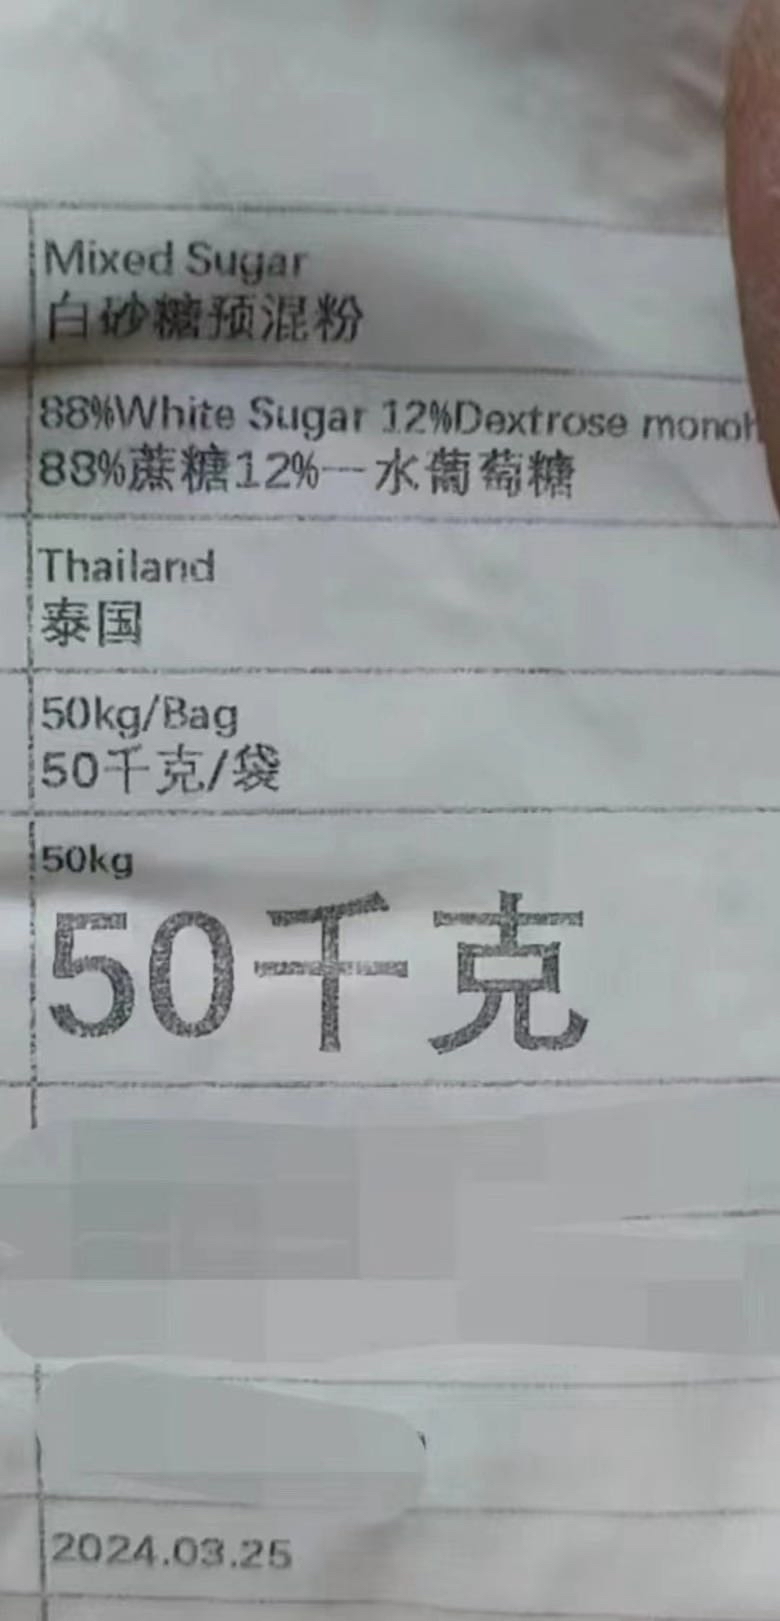 Mixed Sugar
白砂糖预混粉
88%White Sugar 12%Dextrose
88%蔗糖12%一水葡萄糖
Thailand
泰国
50kg/Bag
50千克/袋
50kg
50千克
2024.03.25